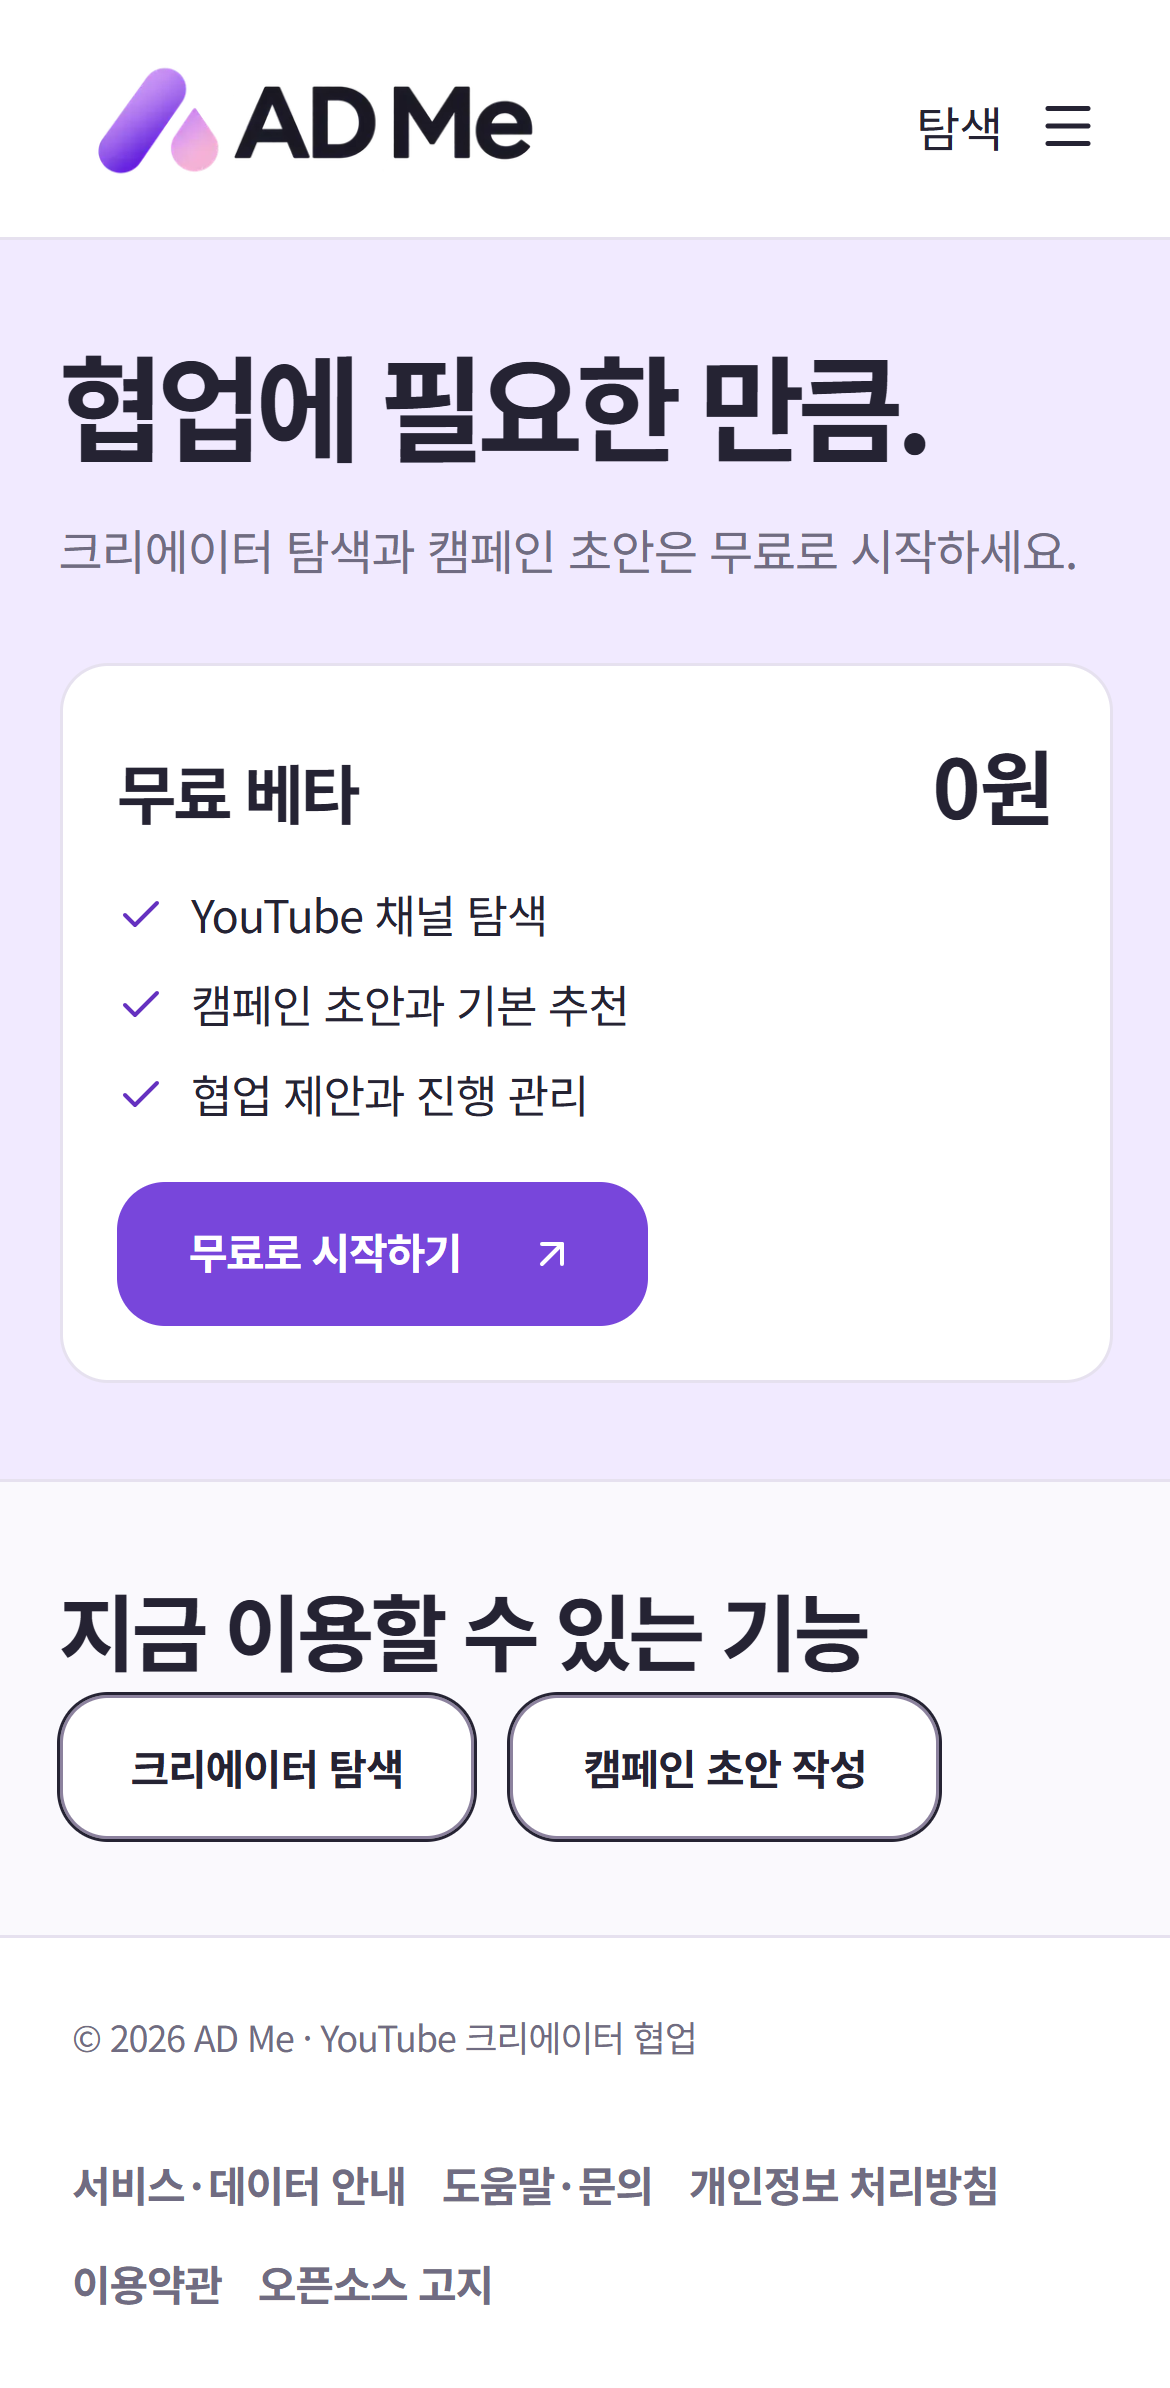 AD Me
탐색
협업에 필요한 만큼.
크리에이터 탐색과 캠페인 초안은 무료로 시작하세요.
무료 베타
0원
YouTube 채널 탐색
캠페인 초안과 기본 추천
협업 제안과 진행 관리
무료로 시작하기
지금 이용할 수 있는 기능
크리에이터 탐색
캠페인 초안 작성
© 2026 AD Me · YouTube 크리에이터 협업
서비스·데이터 안내 도움말·문의 개인정보 처리방침
이용약관 오픈소스 고지